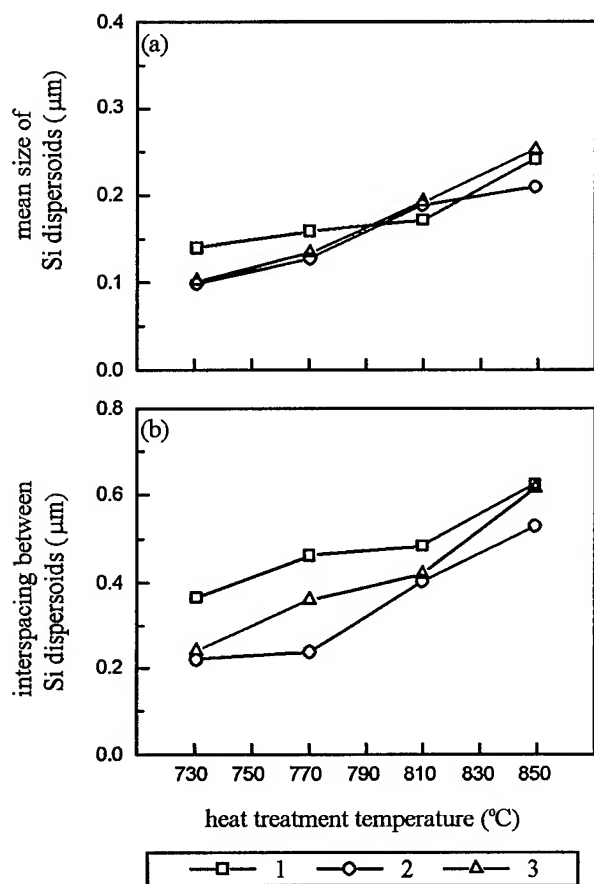 (a)
mean size of
Si dispersoids (μm)
0.4
0.3
0.2
0.1
0.0
(b)
interspacing between
Si dispersoids (μm)
0.8
0.6
0.4
0.2
0.0
730 750 770 790 810 830 850
heat treatment temperature (°C)
1 2 3